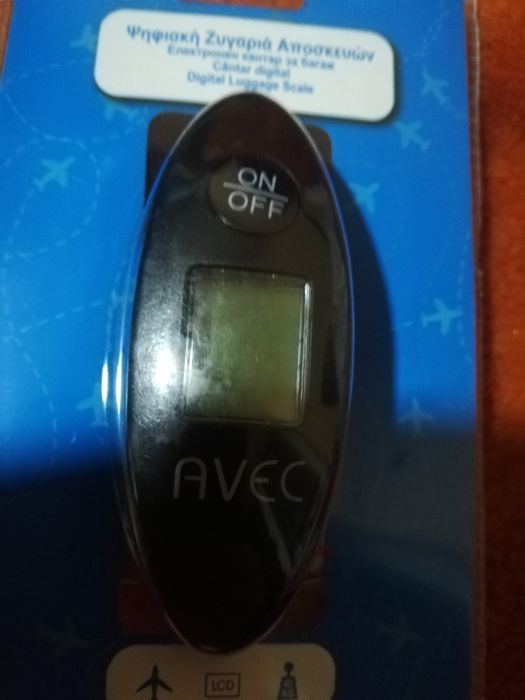 Ψηφιακή Ζυγαριά Αποσκευών
Електронен кантар за багаж
Cântar digital
Digital Luggage Scale
ON
OFF
AVEC
LCD